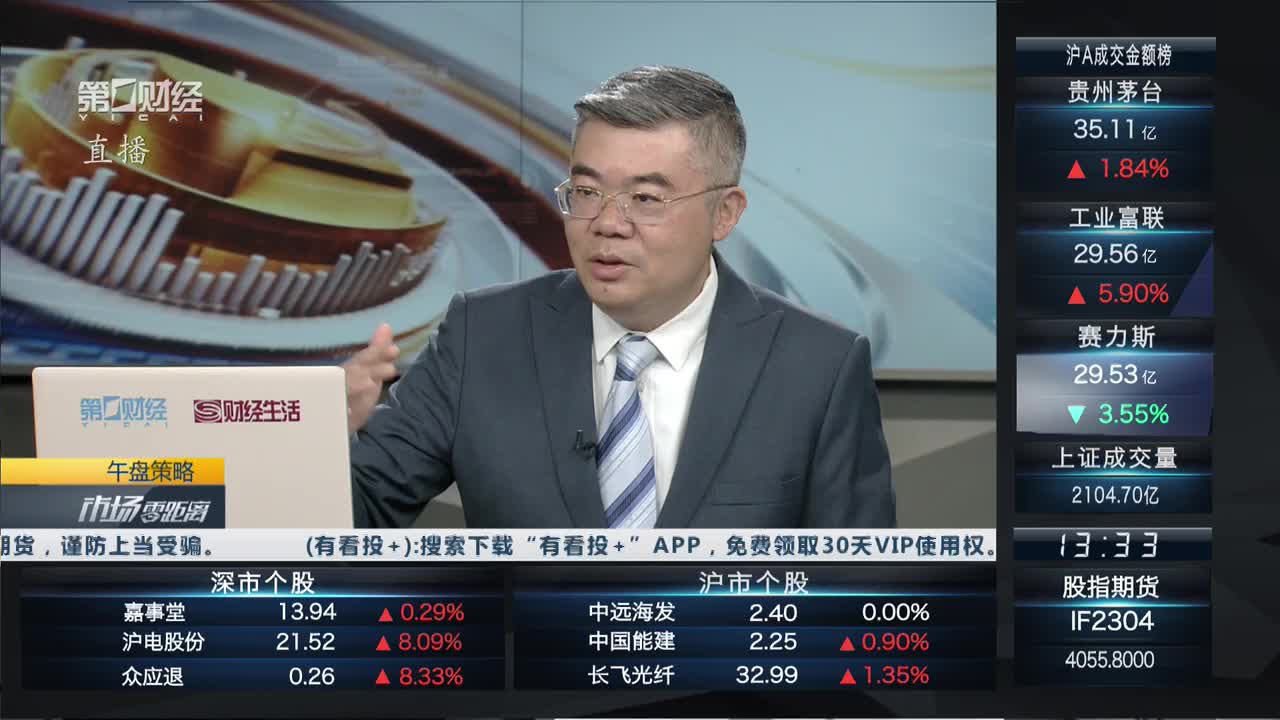 第一财经
YICAI
直播
第一财经
YICAI
财经生活
午盘策略
市场零距离
期货，谨防上当受骗。 (有看投+):搜索下载“有看投+”APP，免费领取30天VIP使用权。
深市个股
嘉事堂 13.94 ▲ 0.29%
沪电股份 21.52 ▲ 8.09%
众应退 0.26 ▲ 8.33%
沪市个股
中远海发 2.40 0.00%
中国能建 2.25 ▲ 0.90%
长飞光纤 32.99 ▲ 1.35%
沪A成交金额榜
贵州茅台
35.11 亿
▲ 1.84%
工业富联
29.56 亿
▲ 5.90%
赛力斯
29.53 亿
▼ 3.55%
上证成交量
2104.70亿
13:33
股指期货
IF2304
4055.8000